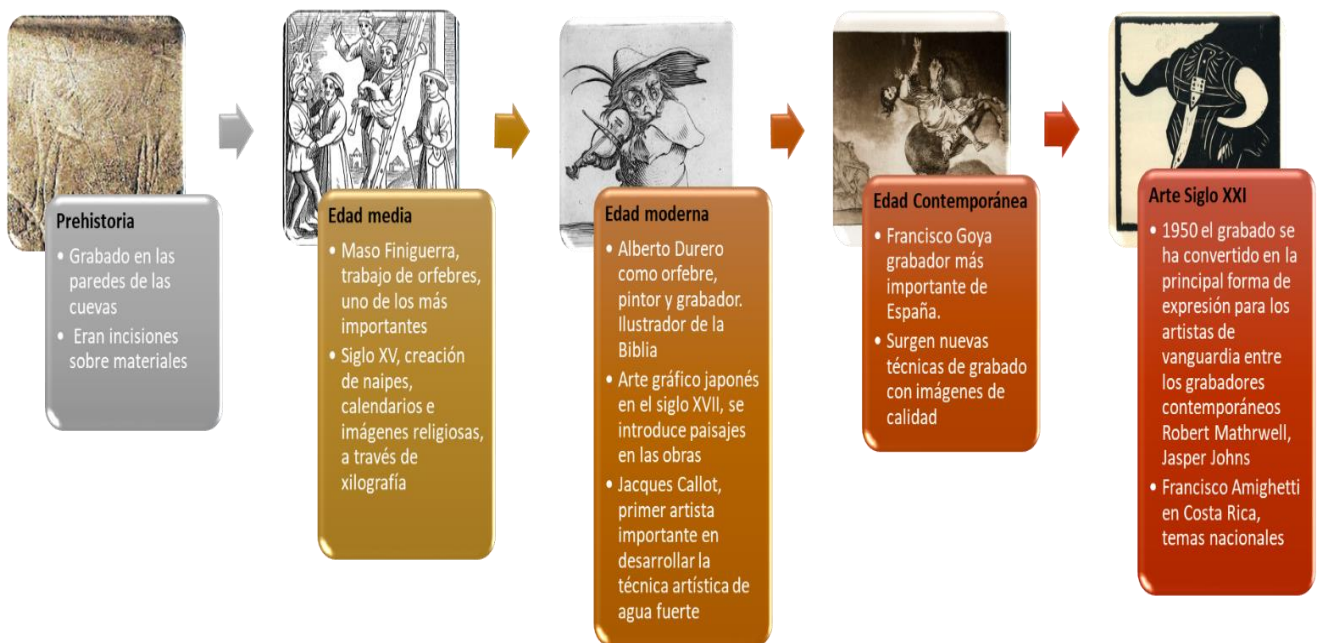 Prehistoria
• Grabado en las
paredes de las
cuevas
• Eran incisiones
sobre materiales
Edad media
• Maso Finiguerra,
trabajo de orfebres,
uno de los más
importantes
• Siglo XV, creación
de naipes,
calendarios e
imágenes religiosas,
a través de
xilografía
Edad moderna
• Alberto Durero
como orfebre,
pintor y grabador.
Ilustrador de la
Biblia
• Arte gráfico japonés
en el siglo XVII, se
introduce paisajes
en las obras
• Jacques Callot,
primer artista
importante en
desarrollar la
técnica artística de
agua fuerte
Edad Contemporánea
• Francisco Goya
grabador más
importante de
España.
• Surgen nuevas
técnicas de grabado
con imágenes de
calidad
Arte Siglo XXI
• 1950 el grabado se
ha convertido en la
principal forma de
expresión para los
artistas de
vanguardia entre
los grabadores
contemporáneos
Robert Mathrwell,
Jasper Johns
• Francisco Amighetti
en Costa Rica,
temas nacionales